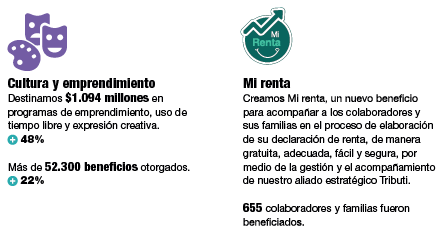 Mi
Renta
Cultura y emprendimiento
Destinamos $1.094 millones en
programas de emprendimiento, uso de
tiempo libre y expresión creativa.
+ 48%
Más de 52.300 beneficios otorgados.
+ 22%
Mi renta
Creamos Mi renta, un nuevo beneficio
para acompañar a los colaboradores y
sus familias en el proceso de elaboración
de su declaración de renta, de manera
gratuita, adecuada, fácil y segura, por
medio de la gestión y el acompañamiento
de nuestro aliado estratégico Tributi.
655 colaboradores y familias fueron
beneficiados.